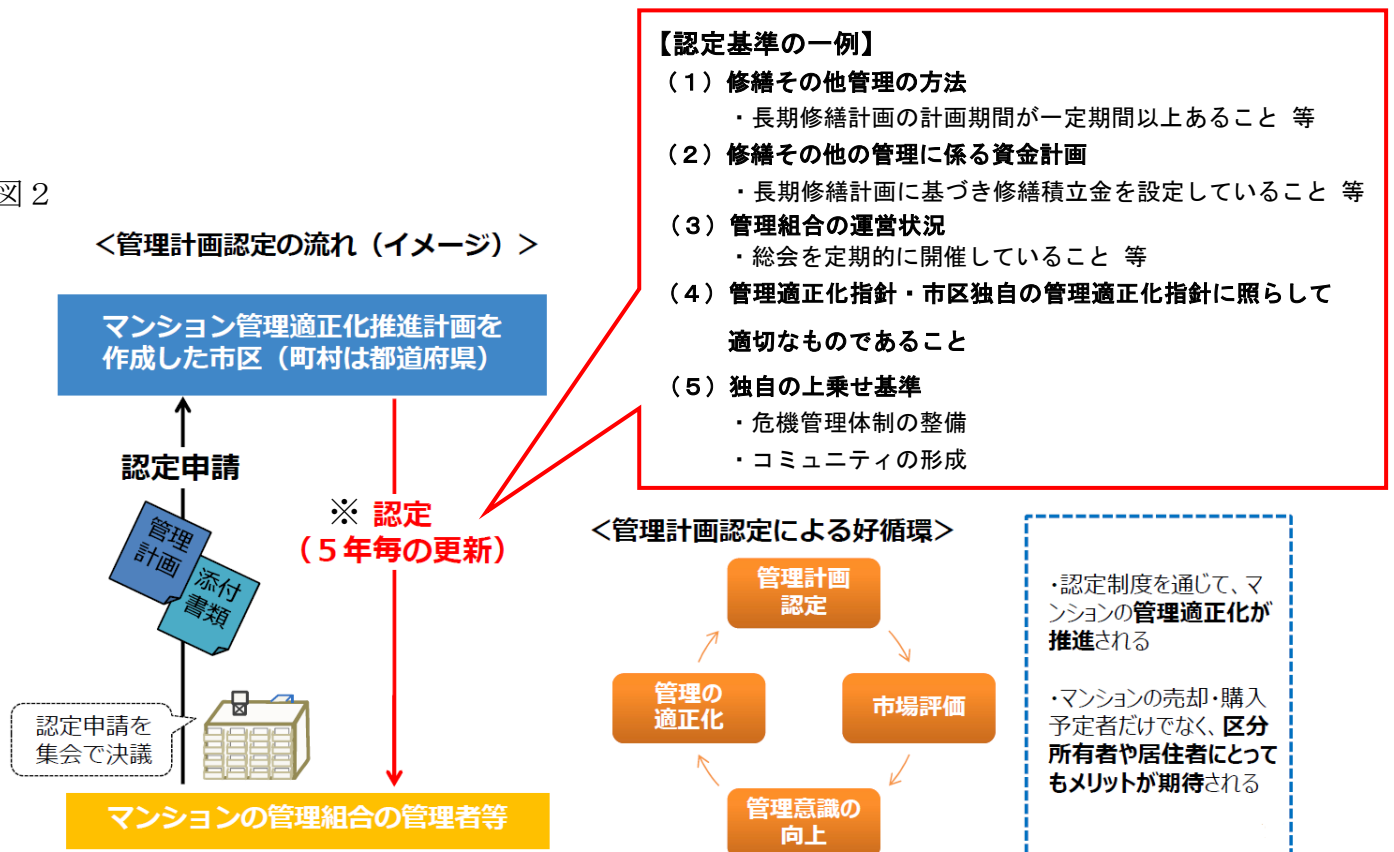 【認定基準の一例】
（１）修繕その他管理の方法
・長期修繕計画の計画期間が一定期間以上あること 等
（２）修繕その他の管理に係る資金計画
・長期修繕計画に基づき修繕積立金を設定していること 等
（３）管理組合の運営状況
・総会を定期的に開催していること 等
（４）管理適正化指針・市区独自の管理適正化指針に照らして
適切なものであること
（５）独自の上乗せ基準
・危機管理体制の整備
・コミュニティの形成
図２
＜管理計画認定の流れ（イメージ）＞
マンション管理適正化推進計画を
作成した市区（町村は都道府県）
認定申請
管理
計画
添付
書類
※ 認定
（５年毎の更新）
認定申請を
集会で決議
マンションの管理組合の管理者等
＜管理計画認定による好循環＞
管理計画
認定
市場評価
管理意識の
向上
管理の
適正化
・認定制度を通じて、マ
ンションの管理適正化が
推進される
・マンションの売却・購入
予定者だけでなく、区分
所有者や居住者にとって
もメリットが期待される